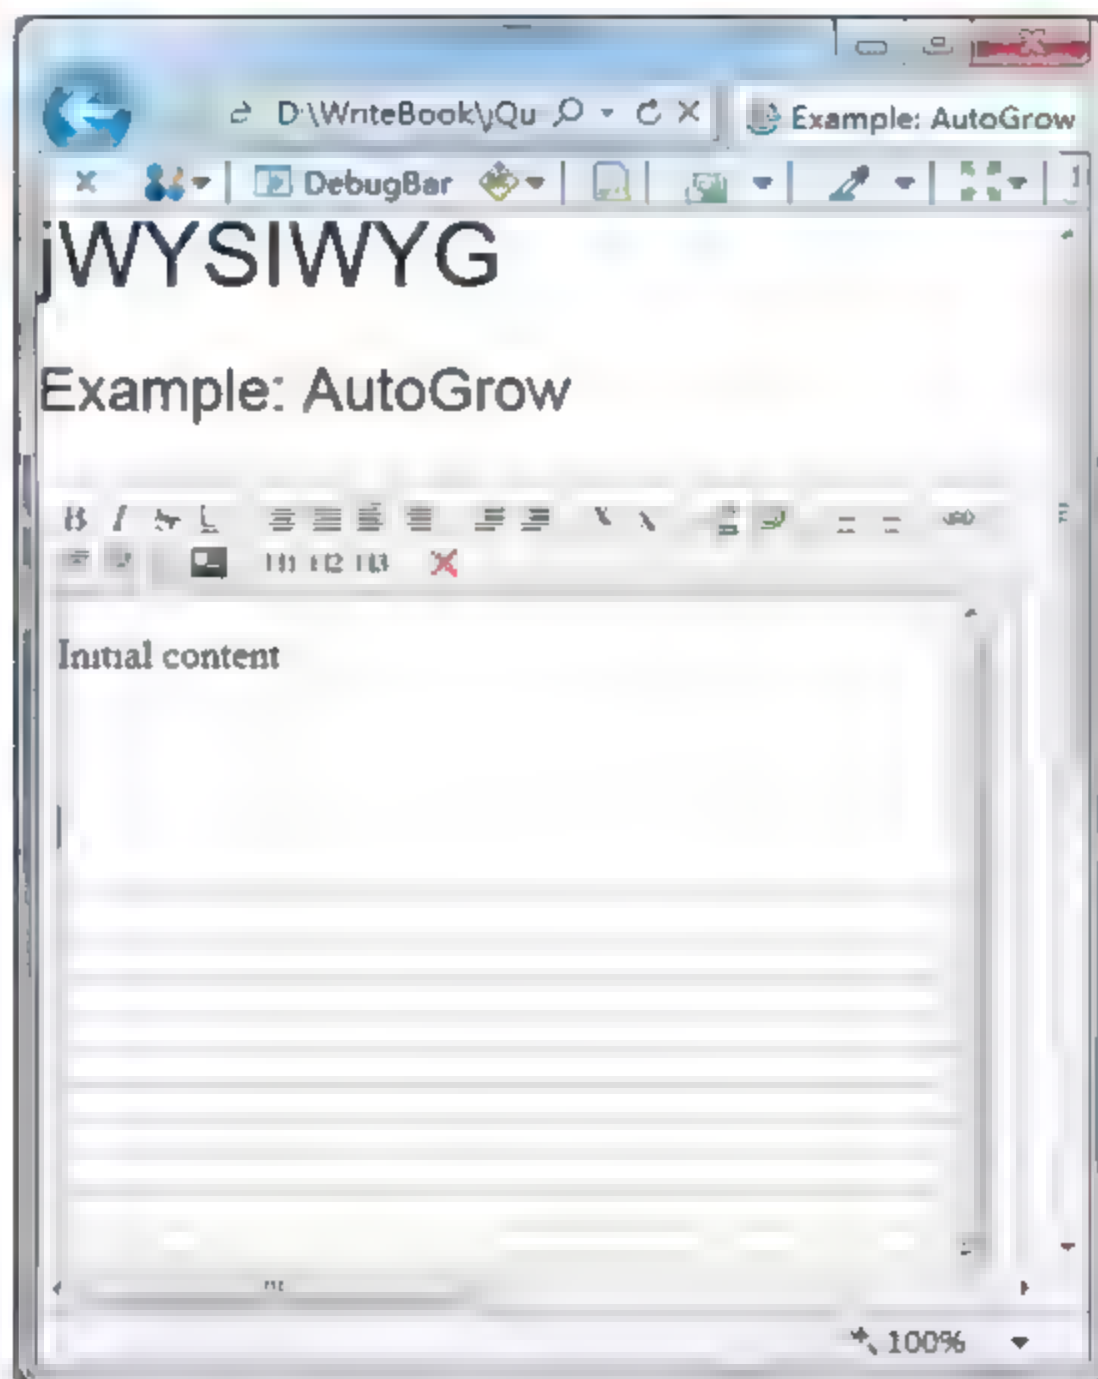 D:\WriteBook\jQu Example: AutoGrow
DebugBar
jWYSIWYG
Example: AutoGrow
B I
H1 H2 H3
Initial content
100%